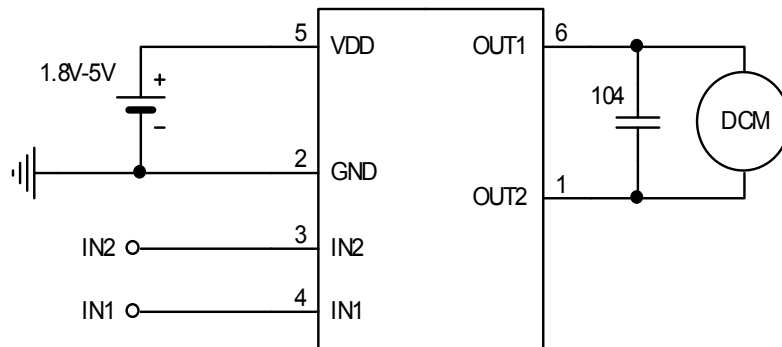 5
VDD
OUT1
6
1.8V-5V
+
−
104
DCM
2
GND
OUT2
1
IN2
3
IN2
IN1
4
IN1